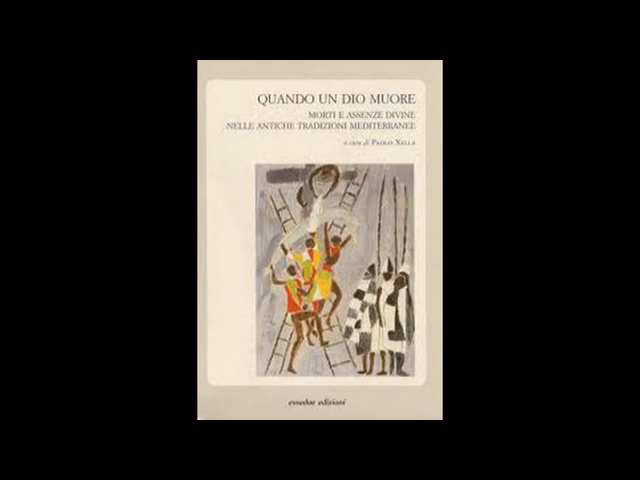 QUANDO UN DIO MUORE
MORTI E ASSENZE DIVINE
NELLE ANTICHE TRADIZIONI MEDITERRANEE
a cura di PAOLO XELLA
essedue edizioni